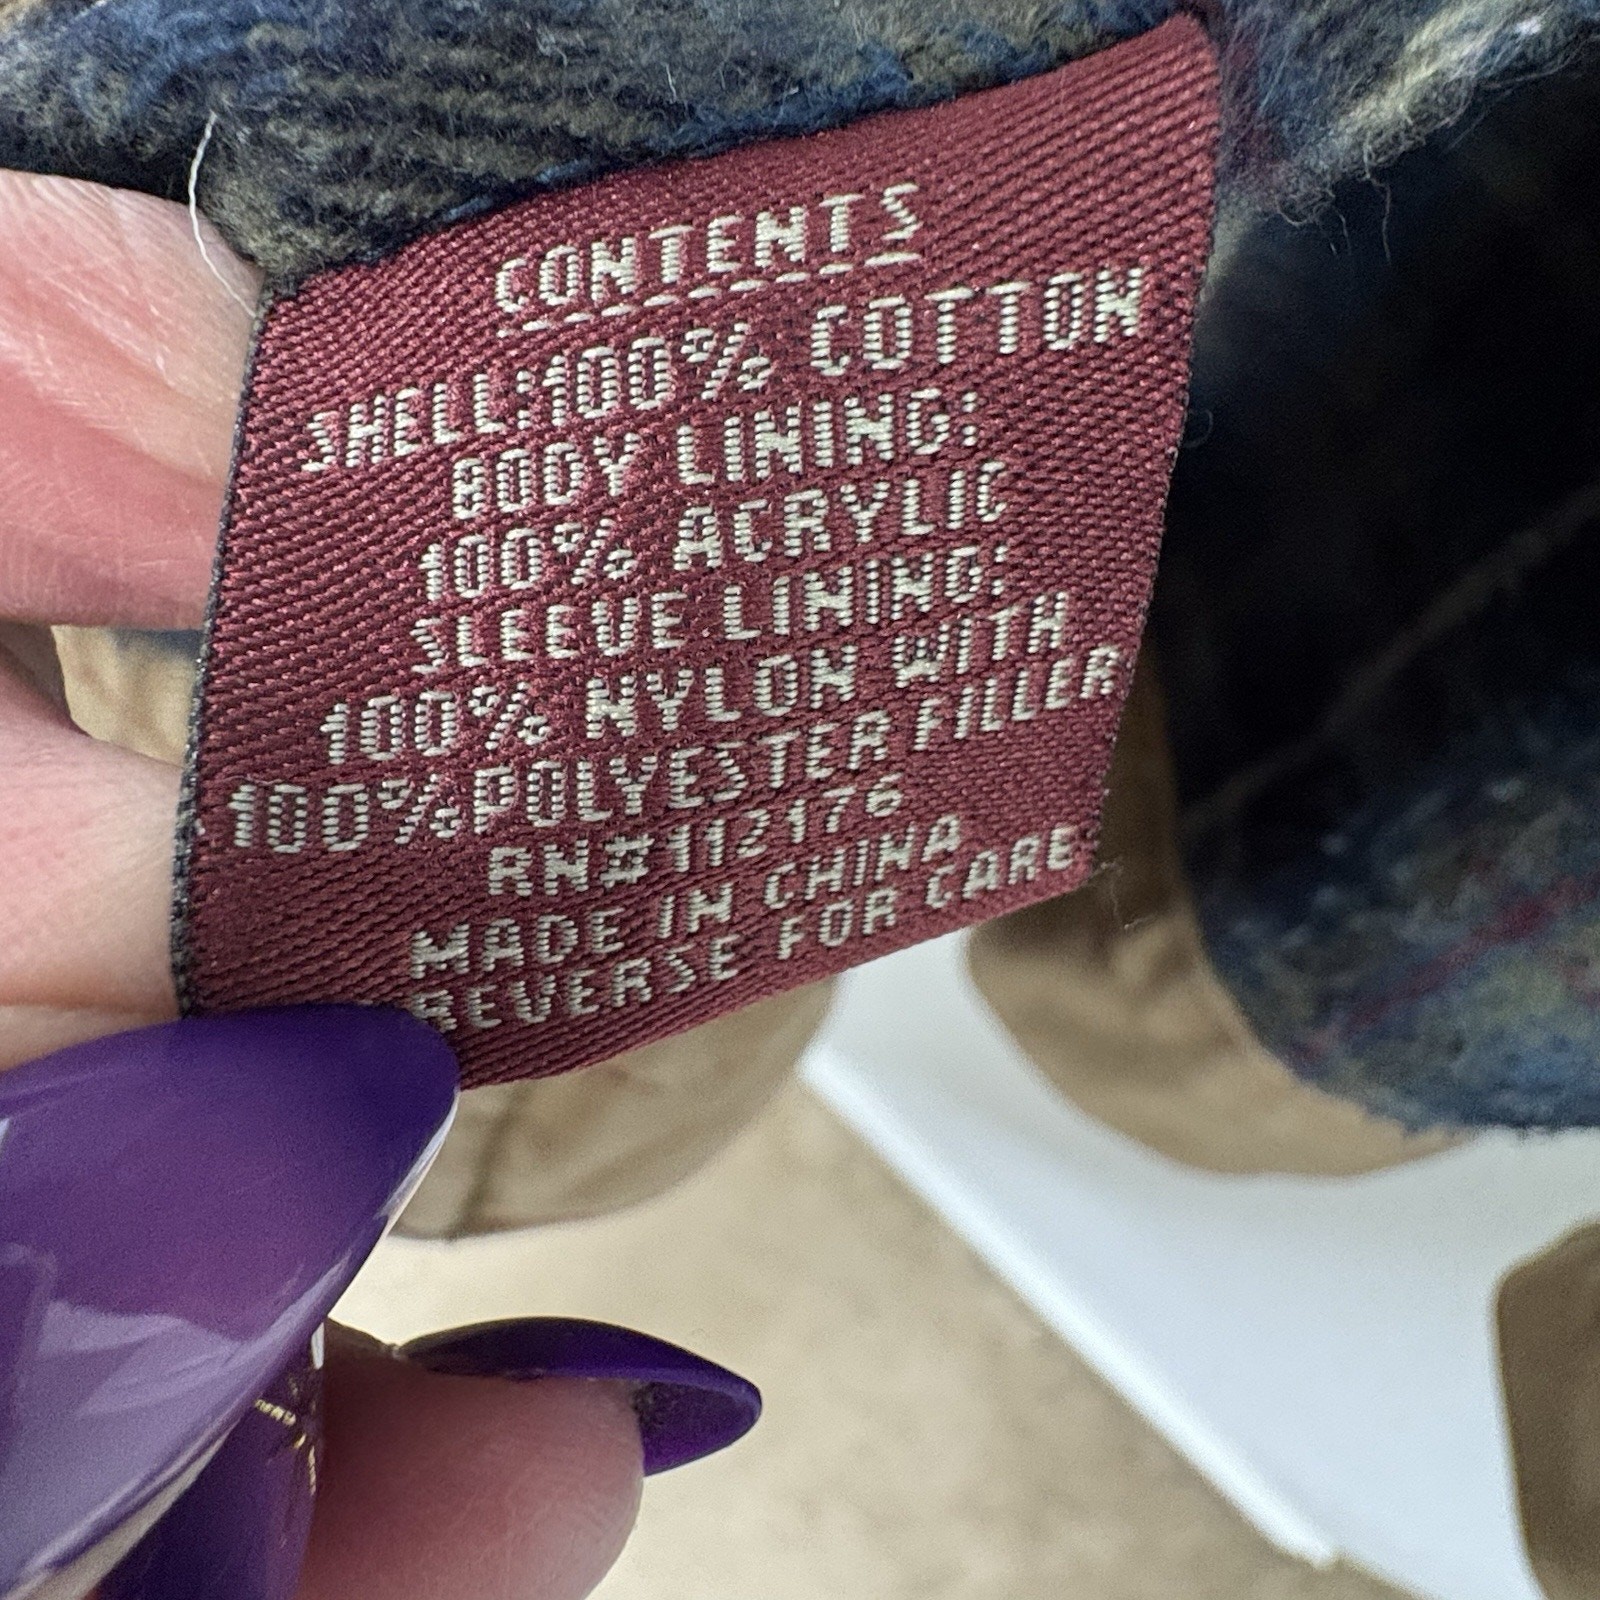 CONTENTS
SHELL:100% COTTON
BODY LINING:
100% ACRYLIC
SLEEVE LINING:
100% NYLON WITH
100% POLYESTER FILLER
RN#112176
MADE IN CHINA
REVERSE FOR CARE